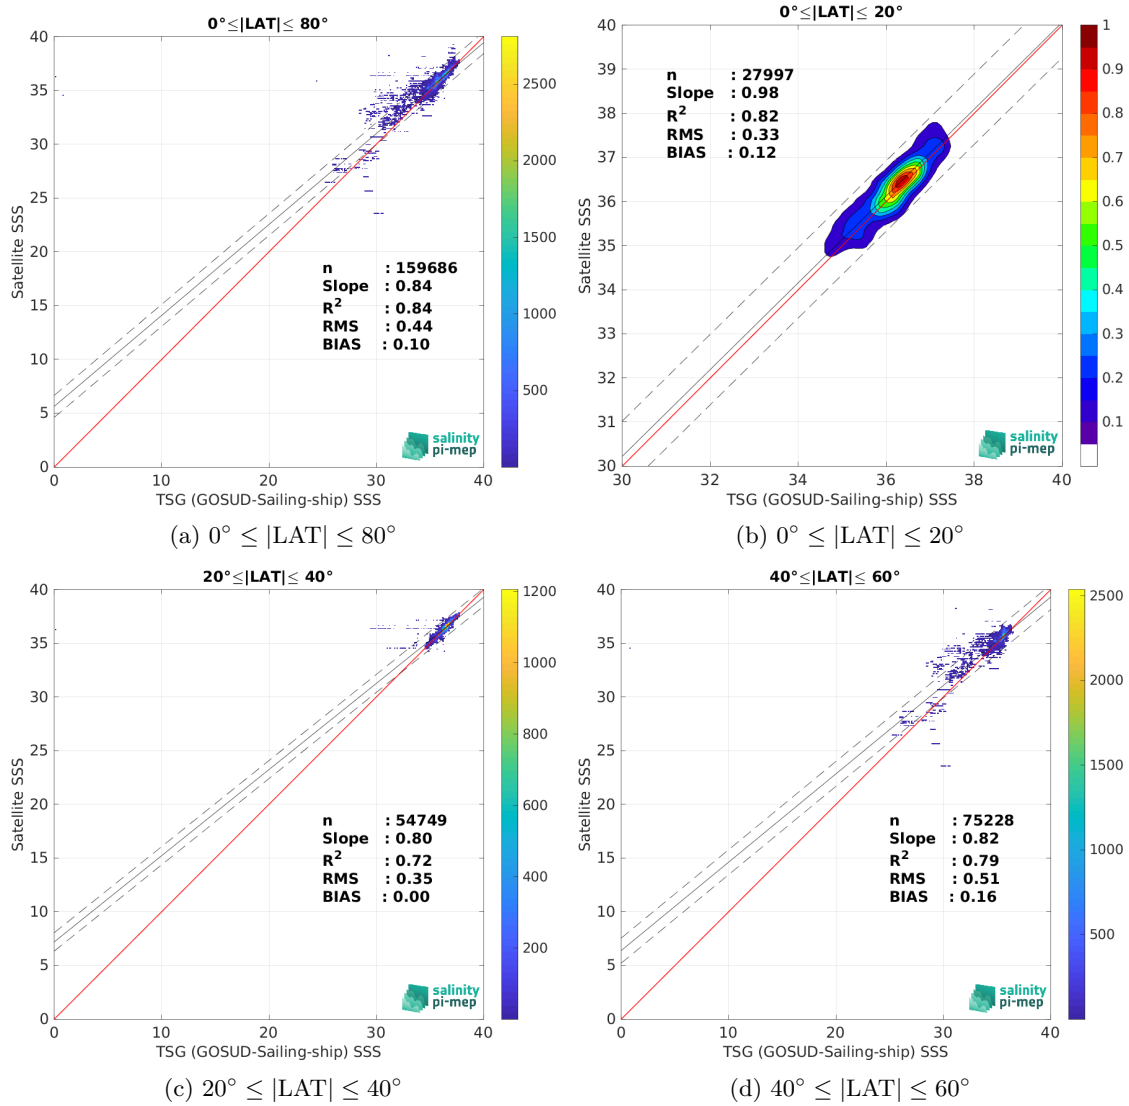 0°≤|LAT|≤ 80°
40
35
30
25
20
15
10
5
0
0
10
20
30
40
Satellite SSS
TSG (GOSUD-Sailing-ship) SSS
n : 159686
Slope : 0.84
R² : 0.84
RMS : 0.44
BIAS : 0.10
salinity
pi-mep
2500
2000
1500
1000
500
(a) 0° ≤ |LAT| ≤ 80°
0°≤|LAT|≤ 20°
40
39
38
37
36
35
34
33
32
31
30
30
32
34
36
38
40
Satellite SSS
TSG (GOSUD-Sailing-ship) SSS
n : 27997
Slope : 0.98
R² : 0.82
RMS : 0.33
BIAS : 0.12
salinity
pi-mep
1
0.9
0.8
0.7
0.6
0.5
0.4
0.3
0.2
0.1
(b) 0° ≤ |LAT| ≤ 20°
20°≤|LAT|≤ 40°
40
35
30
25
20
15
10
5
0
0
10
20
30
40
Satellite SSS
TSG (GOSUD-Sailing-ship) SSS
n : 54749
Slope : 0.80
R² : 0.72
RMS : 0.35
BIAS : 0.00
salinity
pi-mep
1200
1000
800
600
400
200
(c) 20° ≤ |LAT| ≤ 40°
40°≤|LAT|≤ 60°
40
35
30
25
20
15
10
5
0
0
10
20
30
40
Satellite SSS
TSG (GOSUD-Sailing-ship) SSS
n : 75228
Slope : 0.82
R² : 0.79
RMS : 0.51
BIAS : 0.16
salinity
pi-mep
2500
2000
1500
1000
500
(d) 40° ≤ |LAT| ≤ 60°